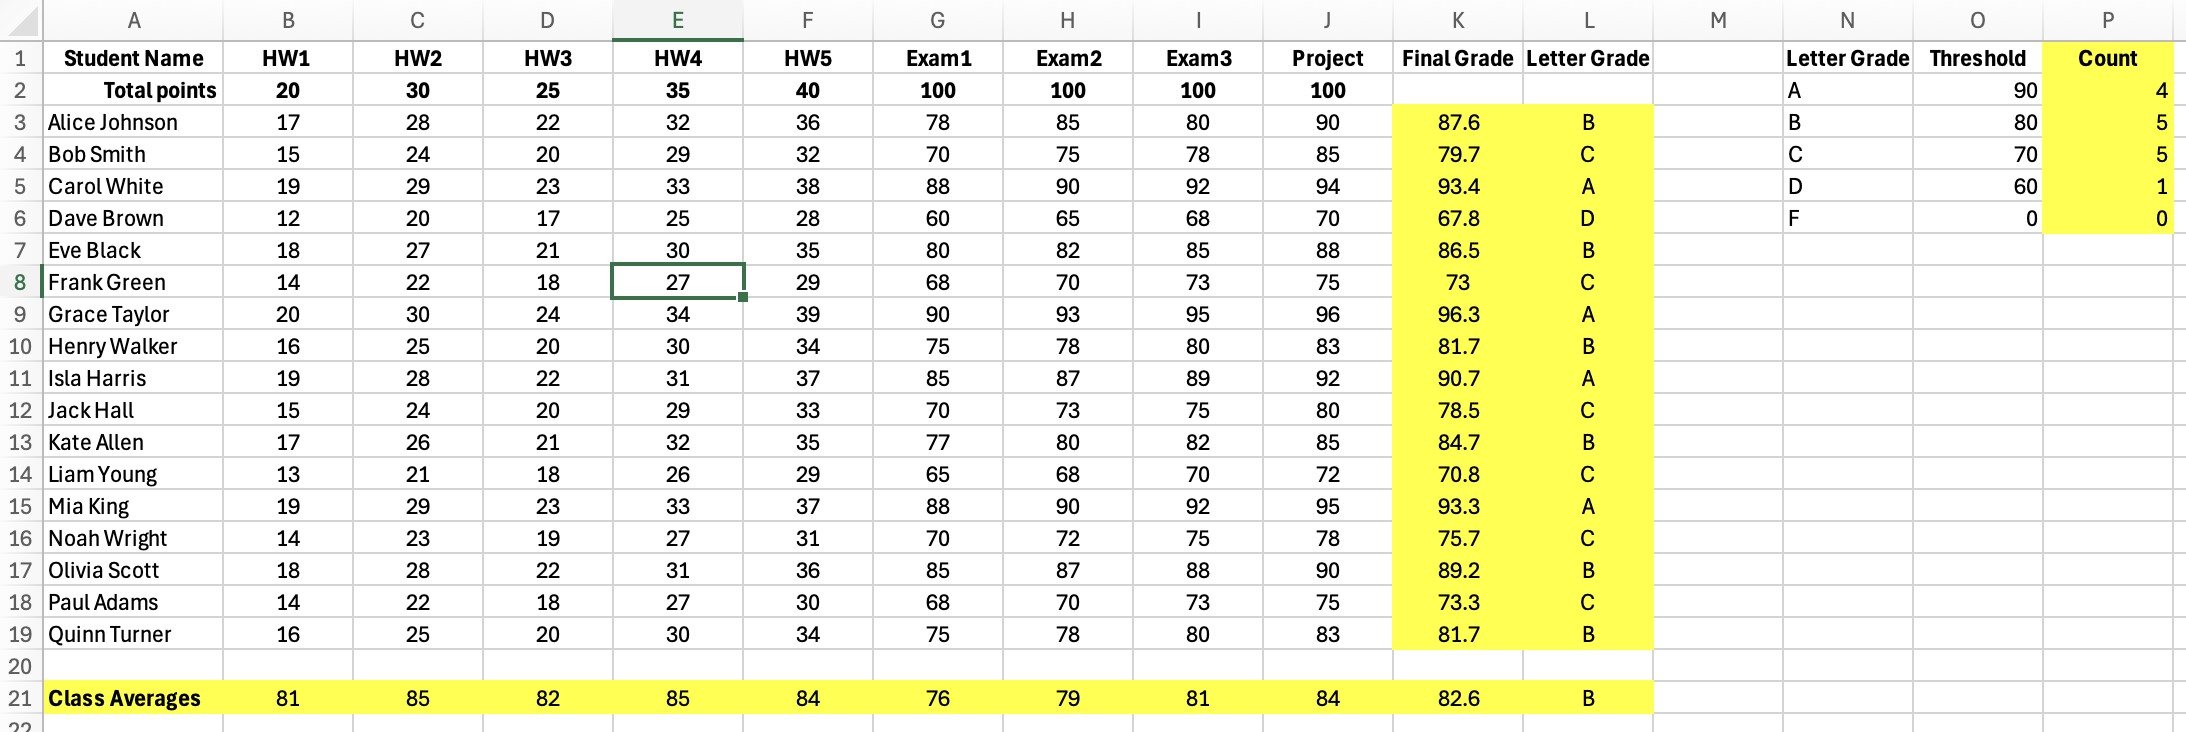 A B C D E F G H I J K L M N O P
1 Student Name HW1 HW2 HW3 HW4 HW5 Exam1 Exam2 Exam3 Project Final Grade Letter Grade Letter Grade Threshold Count
2 Total points 20 30 25 35 40 100 100 100 100 A 90 4
3 Alice Johnson 17 28 22 32 36 78 85 80 90 87.6 B B 80 5
4 Bob Smith 15 24 20 29 32 70 75 78 85 79.7 C C 70 5
5 Carol White 19 29 23 33 38 88 90 92 94 93.4 A D 60 1
6 Dave Brown 12 20 17 25 28 60 65 68 70 67.8 D F 0 0
7 Eve Black 18 27 21 30 35 80 82 85 88 86.5 B
8 Frank Green 14 22 18 27 29 68 70 73 75 73 C
9 Grace Taylor 20 30 24 34 39 90 93 95 96 96.3 A
10 Henry Walker 16 25 20 30 34 75 78 80 83 81.7 B
11 Isla Harris 19 28 22 31 37 85 87 89 92 90.7 A
12 Jack Hall 15 24 20 29 33 70 73 75 80 78.5 C
13 Kate Allen 17 26 21 32 35 77 80 82 85 84.7 B
14 Liam Young 13 21 18 26 29 65 68 70 72 70.8 C
15 Mia King 19 29 23 33 37 88 90 92 95 93.3 A
16 Noah Wright 14 23 19 27 31 70 72 75 78 75.7 C
17 Olivia Scott 18 28 22 31 36 85 87 88 90 89.2 B
18 Paul Adams 14 22 18 27 30 68 70 73 75 73.3 C
19 Quinn Turner 16 25 20 30 34 75 78 80 83 81.7 B
20
21 Class Averages 81 85 82 85 84 76 79 81 84 82.6 B
22